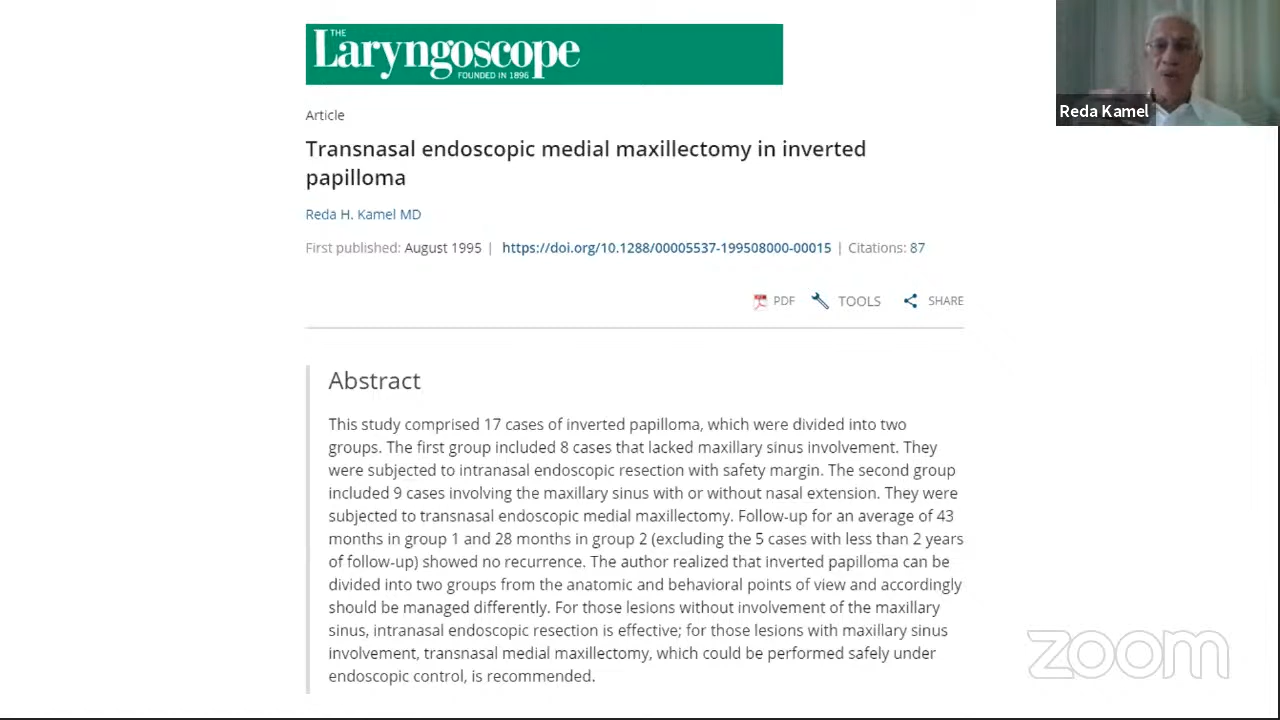 THE
Laryngoscope
FOUNDED IN 1896
Reda Kamel
Article
Transnasal endoscopic medial maxillectomy in inverted
papilloma
Reda H. Kamel MD
First published: August 1995 | https://doi.org/10.1288/00005537-199508000-00015 | Citations: 87
PDF TOOLS SHARE
Abstract
This study comprised 17 cases of inverted papilloma, which were divided into two
groups. The first group included 8 cases that lacked maxillary sinus involvement. They
were subjected to intranasal endoscopic resection with safety margin. The second group
included 9 cases involving the maxillary sinus with or without nasal extension. They were
subjected to transnasal endoscopic medial maxillectomy. Follow-up for an average of 43
months in group 1 and 28 months in group 2 (excluding the 5 cases with less than 2 years
of follow-up) showed no recurrence. The author realized that inverted papilloma can be
divided into two groups from the anatomic and behavioral points of view and accordingly
should be managed differently. For those lesions without involvement of the maxillary
sinus, intranasal endoscopic resection is effective; for those lesions with maxillary sinus
involvement, transnasal medial maxillectomy, which could be performed safely under
endoscopic control, is recommended.
zoom